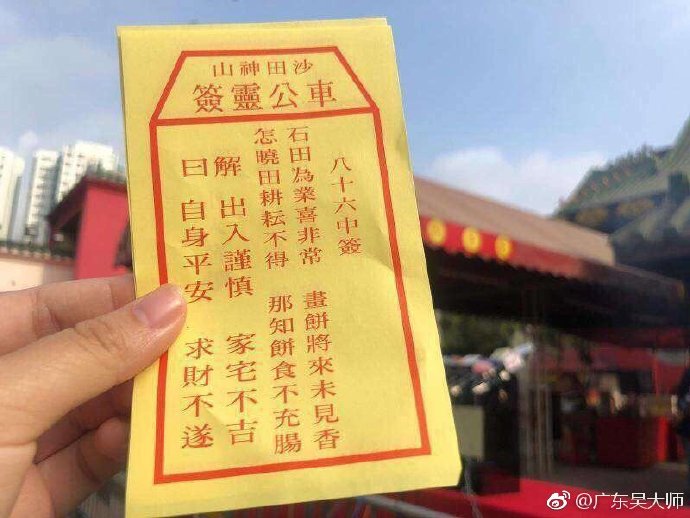 沙田神山
車公靈簽
八十六中簽
石田為業喜非常 畫餅將來未見香
怎曉田耕耘不得 那知餅食不充腸
解 出入謹慎 家宅不吉
曰 自身平安 求財不遂
@广东吴大师